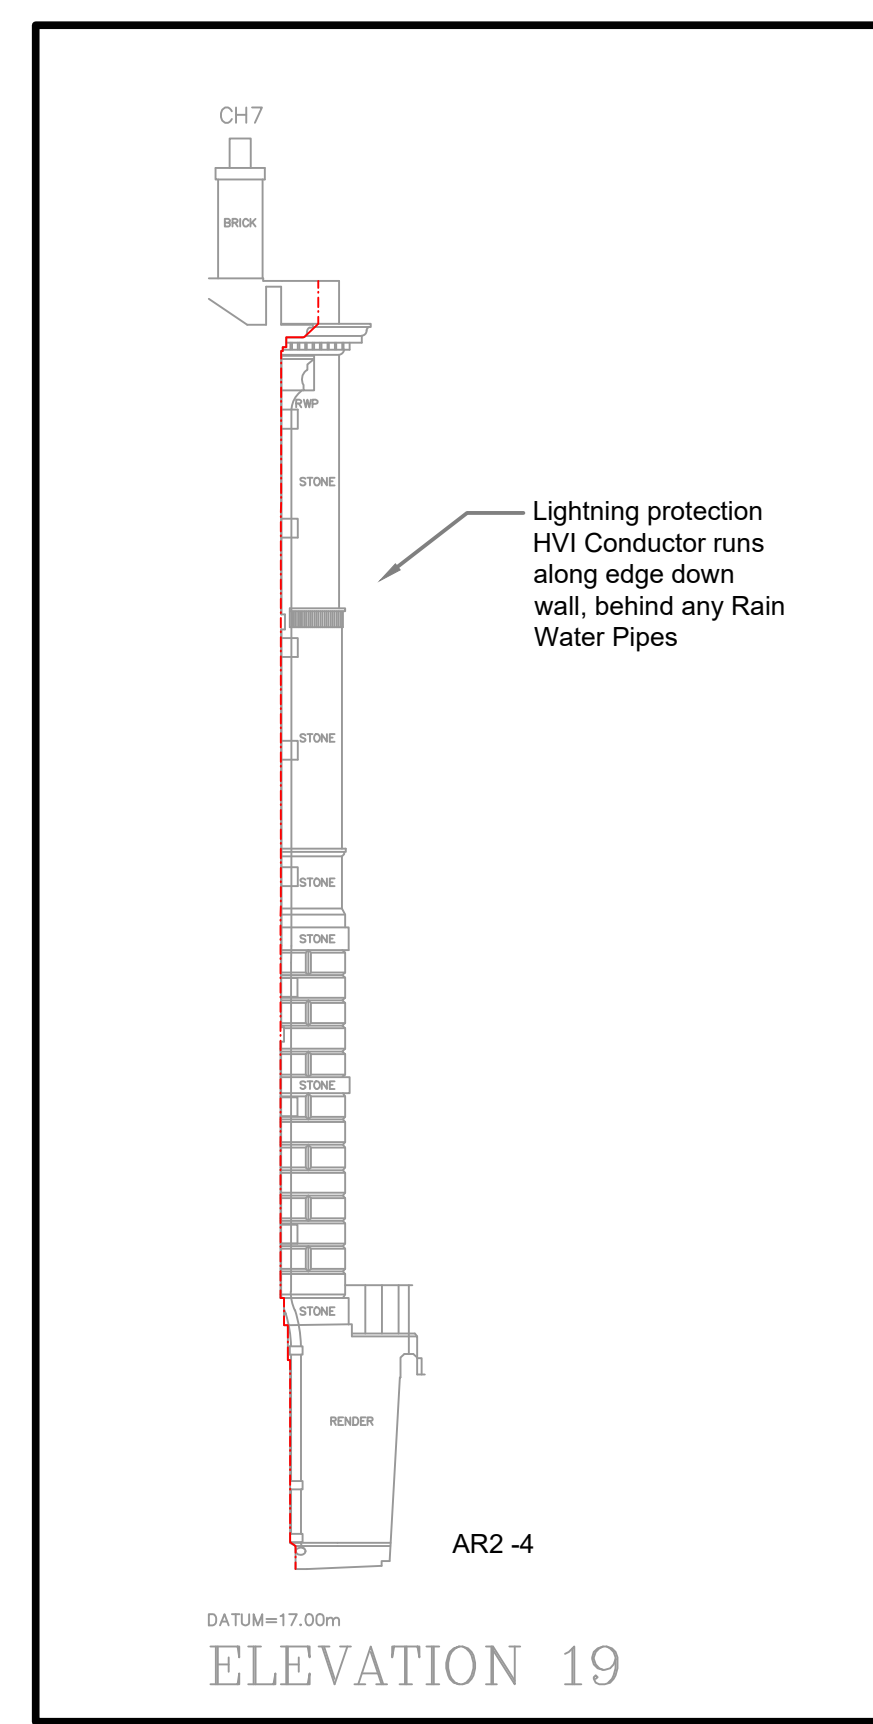 CH7
BRICK
RWP
STONE
Lightning protection
HVI Conductor runs
along edge down
wall, behind any Rain
Water Pipes
STONE
STONE
STONE
STONE
STONE
RENDER
AR2 -4
DATUM=17.00m
ELEVATION 19